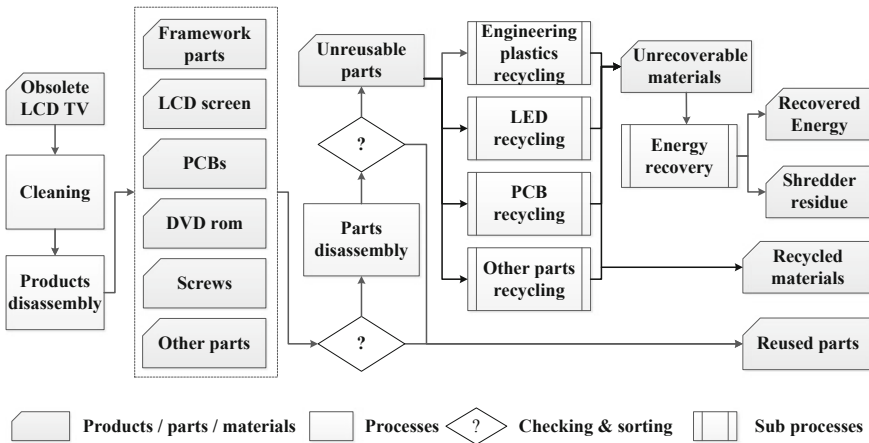 Obsolete
LCD TV
Cleaning
Products
disassembly
Framework
parts
LCD screen
PCBs
DVD rom
Screws
Other parts
Unreusable
parts
?
Parts
disassembly
?
Engineering
plastics
recycling
LED
recycling
PCB
recycling
Other parts
recycling
Unrecoverable
materials
Energy
recovery
Recovered
Energy
Shredder
residue
Recycled
materials
Reused parts
Products / parts / materials
Processes
?
Checking & sorting
Sub processes